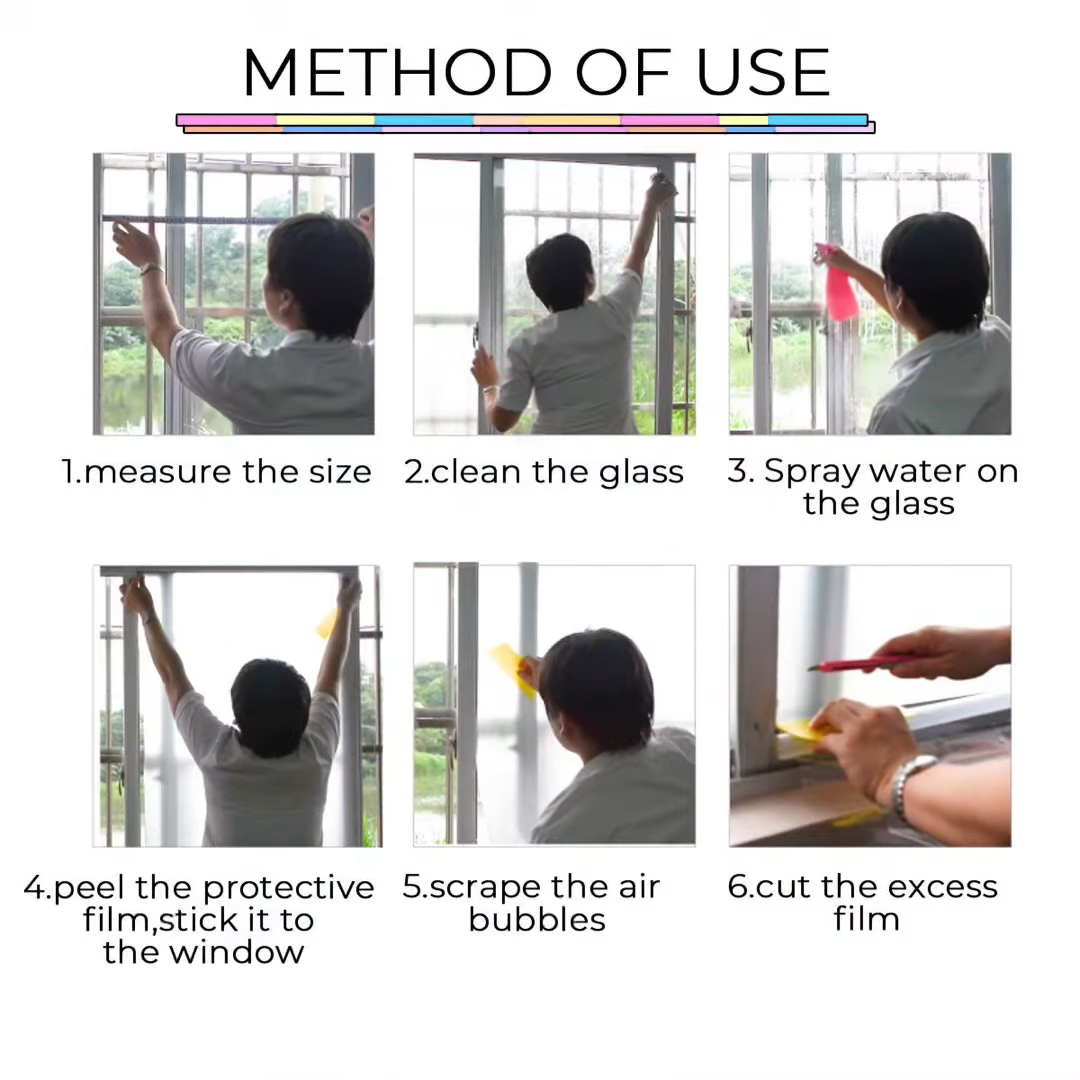 METHOD OF USE
1.measure the size
2.clean the glass
3. Spray water on
the glass
4.peel the protective
film,stick it to
the window
5.scrape the air
bubbles
6.cut the excess
film